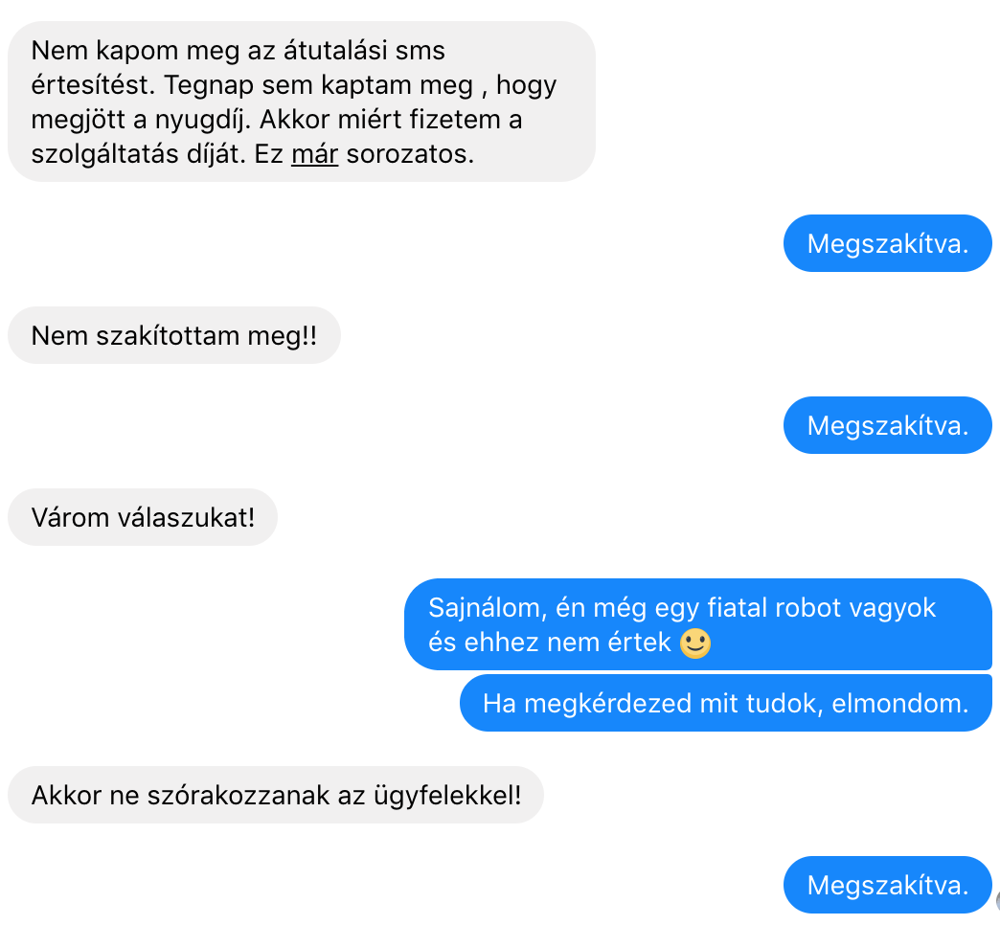 Nem kapom meg az átutalási sms
értesítést. Tegnap sem kaptam meg , hogy
megjött a nyugdíj. Akkor miért fizetem a
szolgáltatás díját. Ez már sorozatos.
Megszakítva.
Nem szakítottam meg!!
Megszakítva.
Várom válaszukat!
Sajnálom, én még egy fiatal robot vagyok
és ehhez nem értek 🙂
Ha megkérdezed mit tudok, elmondom.
Akkor ne szórakozzanak az ügyfelekkel!
Megszakítva.